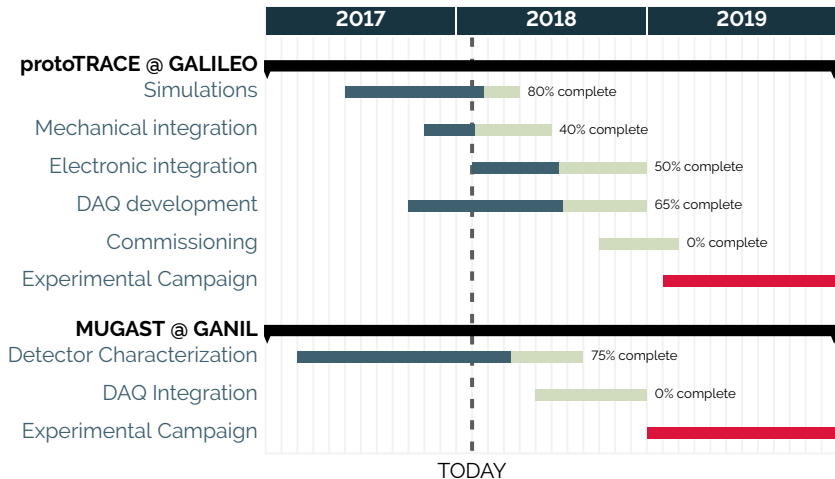 2017 2018 2019
protoTRACE @ GALILEO
Simulations 80% complete
Mechanical integration 40% complete
Electronic integration 50% complete
DAQ development 65% complete
Commissioning 0% complete
Experimental Campaign
MUGAST @ GANIL
Detector Characterization 75% complete
DAQ Integration 0% complete
Experimental Campaign
TODAY